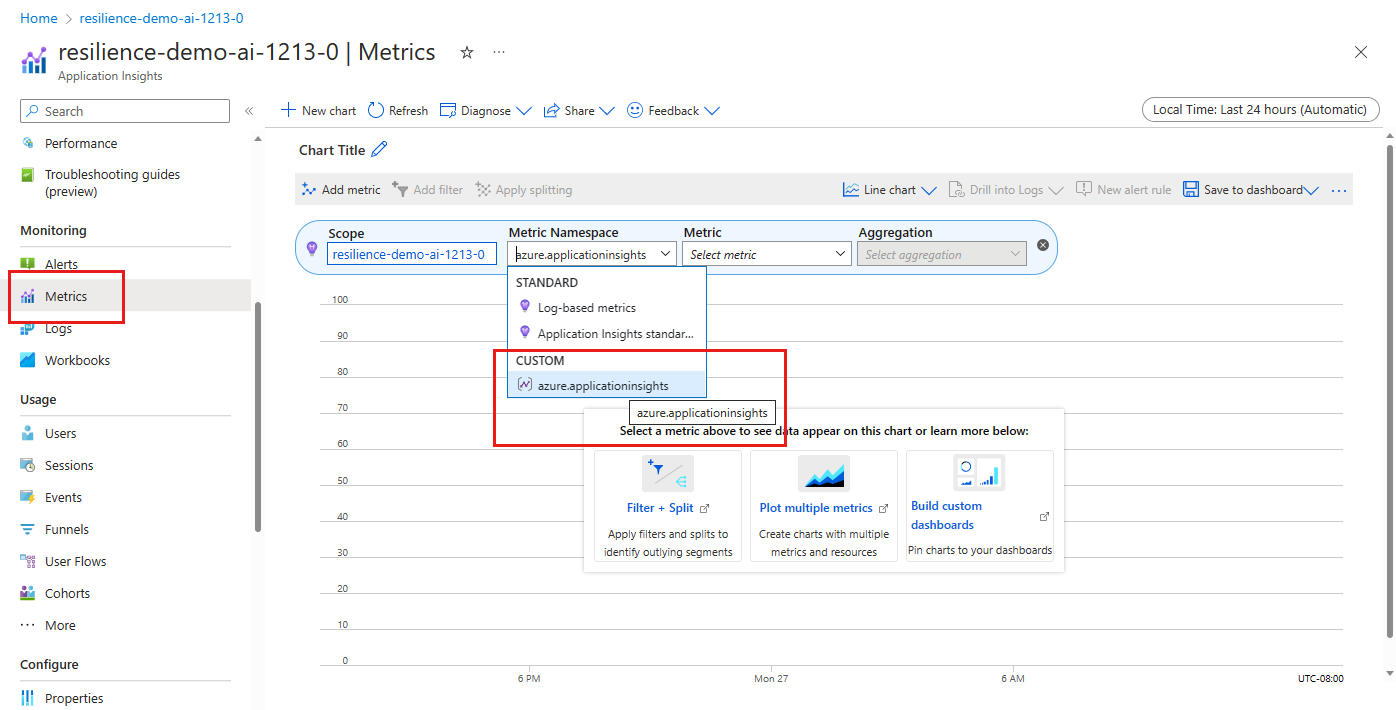 Home > resilience-demo-ai-1213-0
resilience-demo-ai-1213-0 | Metrics
Application Insights
Search
Performance
Troubleshooting guides
(preview)
Monitoring
Alerts
Metrics
Logs
Workbooks
Usage
Users
Sessions
Events
Funnels
User Flows
Cohorts
More
Configure
Properties
New chart Refresh Diagnose Share Feedback Local Time: Last 24 hours (Automatic)
Chart Title
Add metric Add filter Apply splitting Line chart Drill into Logs New alert rule Save to dashboard
Scope Metric Namespace Metric Aggregation
resilience-demo-ai-1213-0 azure.applicationinsights Select metric Select aggregation
STANDARD
Log-based metrics
Application Insights standar...
CUSTOM
azure.applicationinsights
azure.applicationinsights
Select a metric above to see data appear on this chart or learn more below:
Filter + Split
Apply filters and splits to
identify outlying segments
Plot multiple metrics
Create charts with multiple
metrics and resources
Build custom
dashboards
Pin charts to your dashboards
100
90
80
70
60
50
40
30
20
10
0
6 PM Mon 27 6 AM UTC-08:00